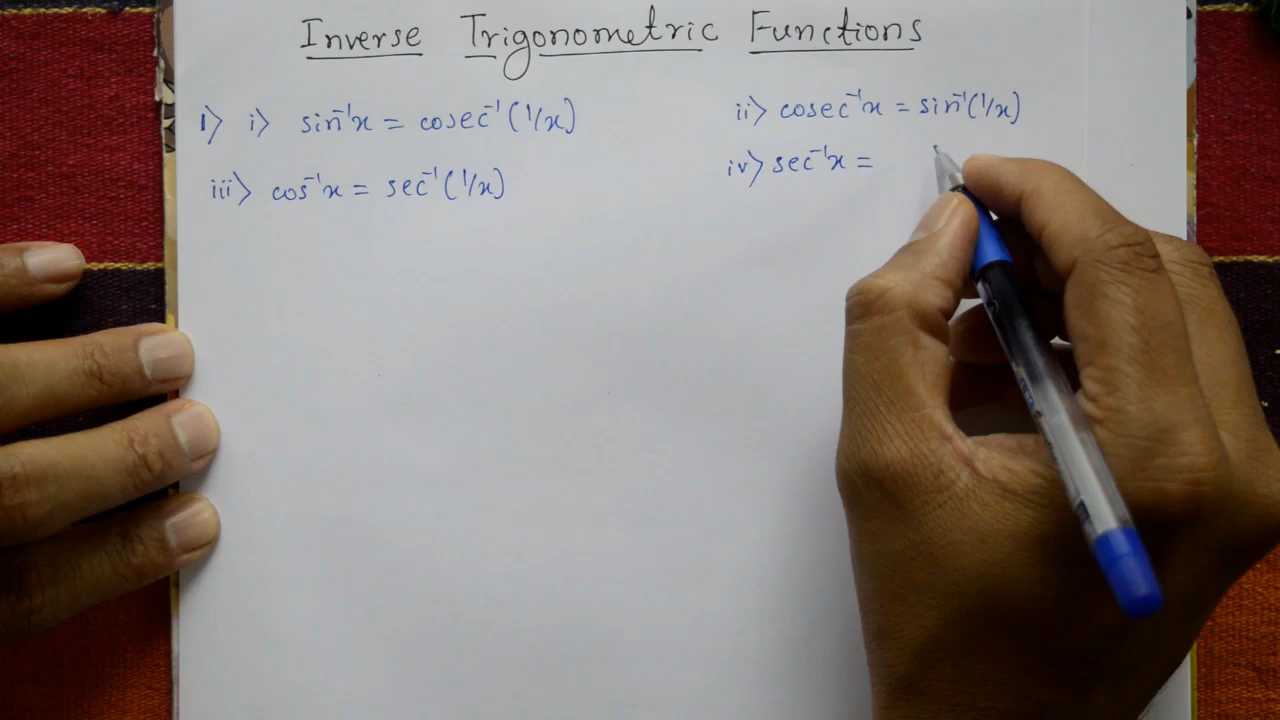 Inverse Trigonometric Functions
1) i) sin⁻¹x = cosec⁻¹(1/x)
ii) cosec⁻¹x = sin⁻¹(1/x)
iii) cos⁻¹x = sec⁻¹(1/x)
iv) sec⁻¹x =